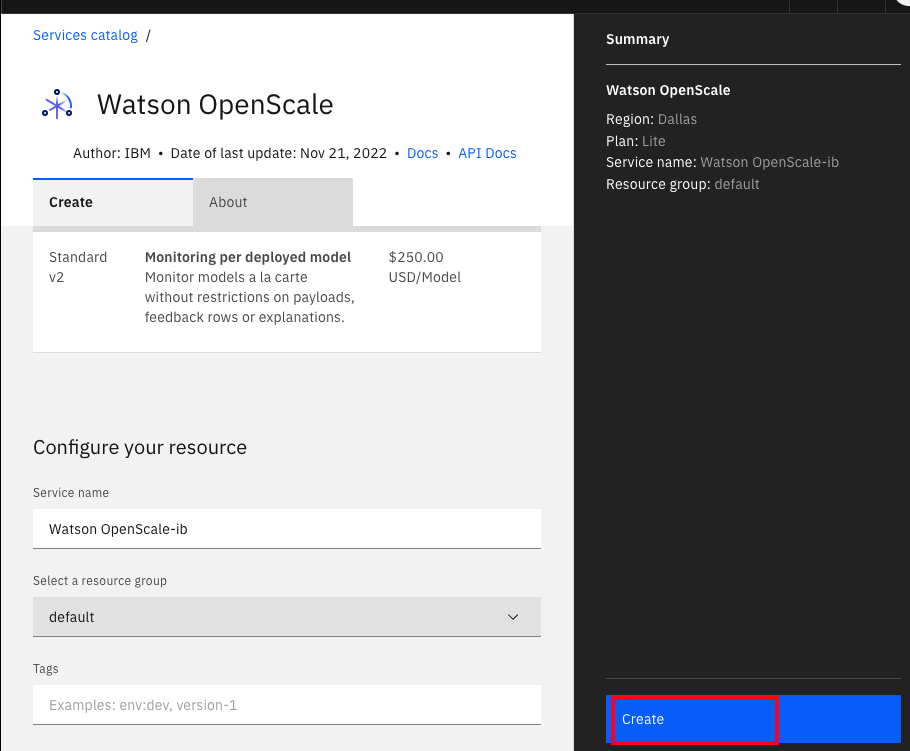 Services catalog /
Watson OpenScale
Author: IBM • Date of last update: Nov 21, 2022 • Docs • API Docs
Create
About
Standard v2
Monitoring per deployed model
Monitor models a la carte
without restrictions on payloads,
feedback rows or explanations.
$250.00
USD/Model
Configure your resource
Service name
Watson OpenScale-ib
Select a resource group
default
Tags
Examples: env:dev, version-1
Summary
Watson OpenScale
Region: Dallas
Plan: Lite
Service name: Watson OpenScale-ib
Resource group: default
Create